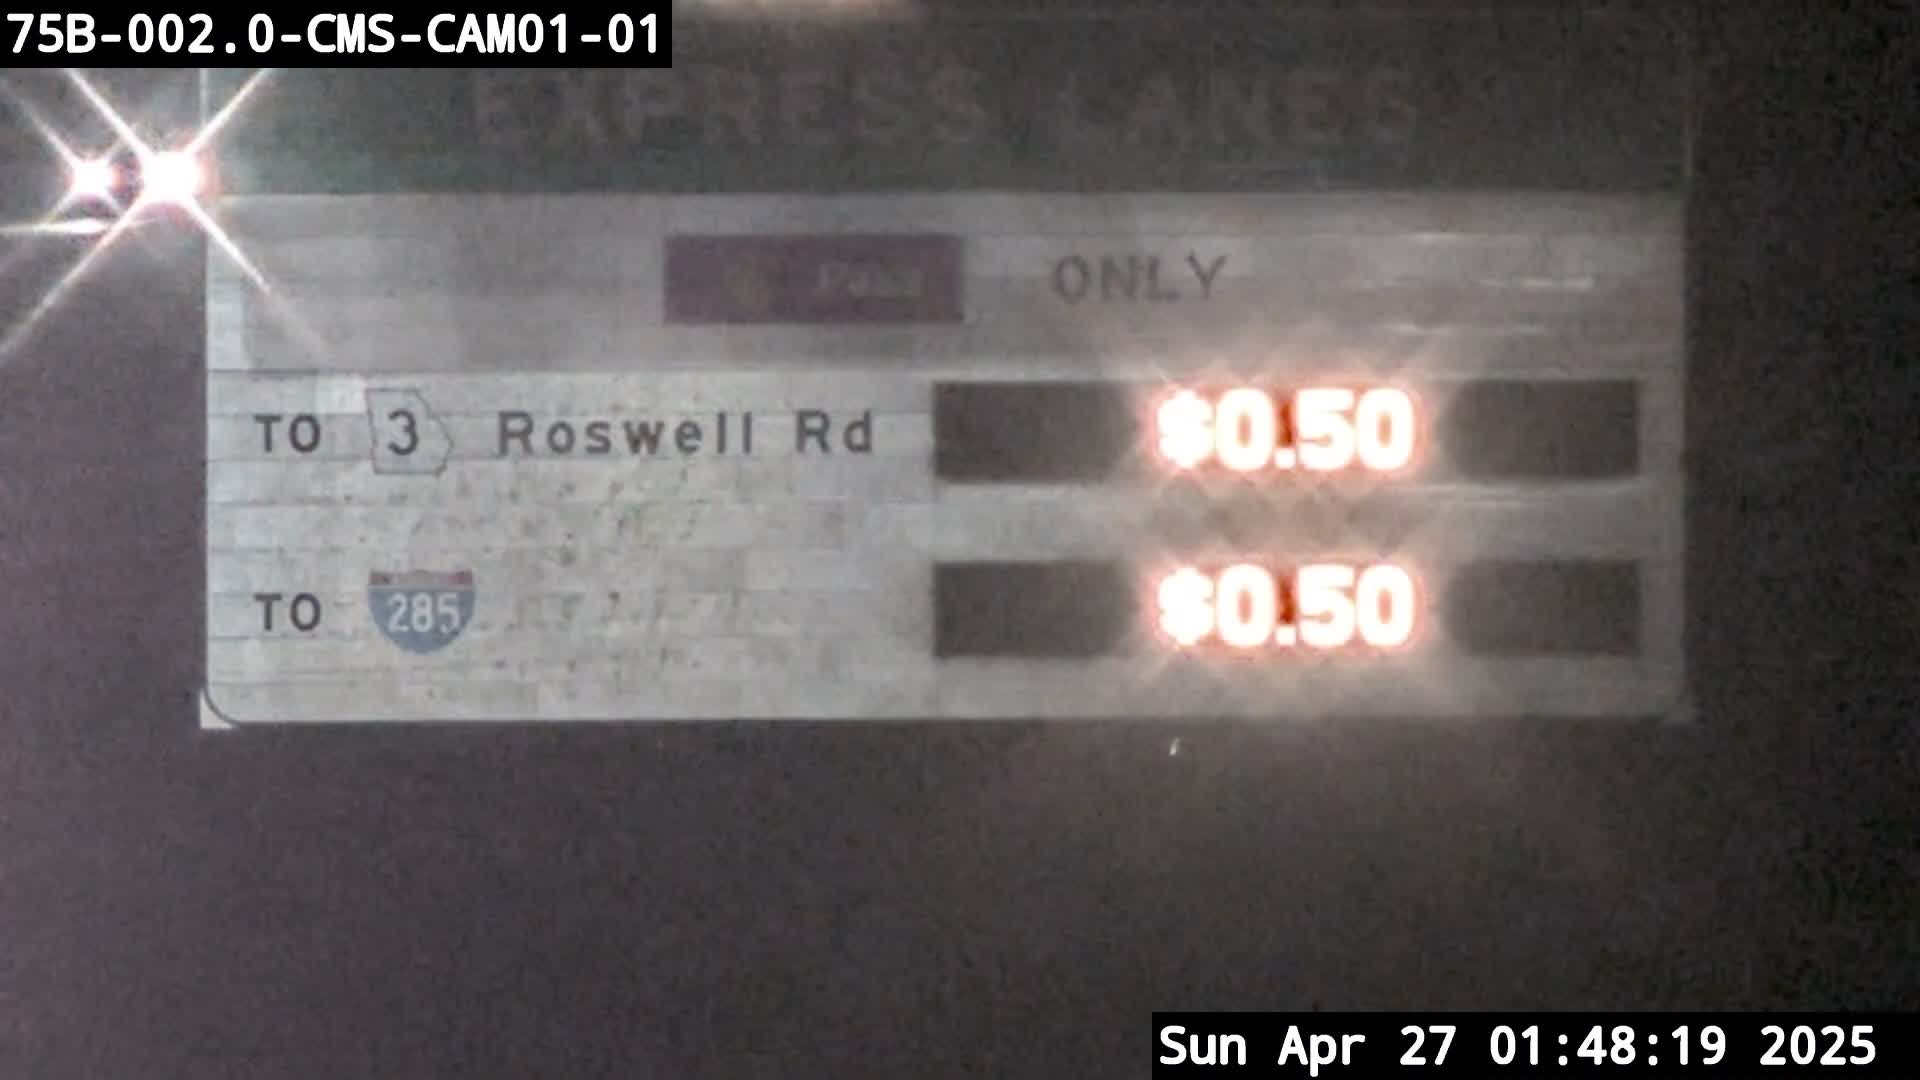 75B-002.0-CMS-CAM01-01
EXPRESS LANES
Pass ONLY
TO 3 Roswell Rd $0.50
TO 285 $0.50
Sun Apr 27 01:48:19 2025